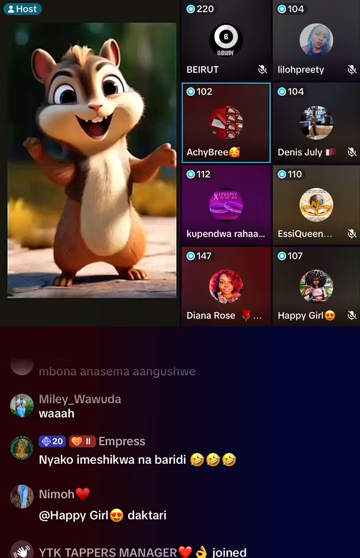 Host
220
BEIRUT
104
lilohpreety
102
AchyBree🥰
104
Denis July 🇶🇦
112
kupendwa rahaa...
110
EssiQueen...
147
Diana Rose 🌹...
107
Happy Girl😍
mbona anasema aangushwe
Miley_Wawuda
waaah
20 II Empress
Nyako imeshikwa na baridi 🤣🤣🤣
Nimoh❤️
@Happy Girl😍 daktari
YTK TAPPERS MANAGER❤️👌 joined